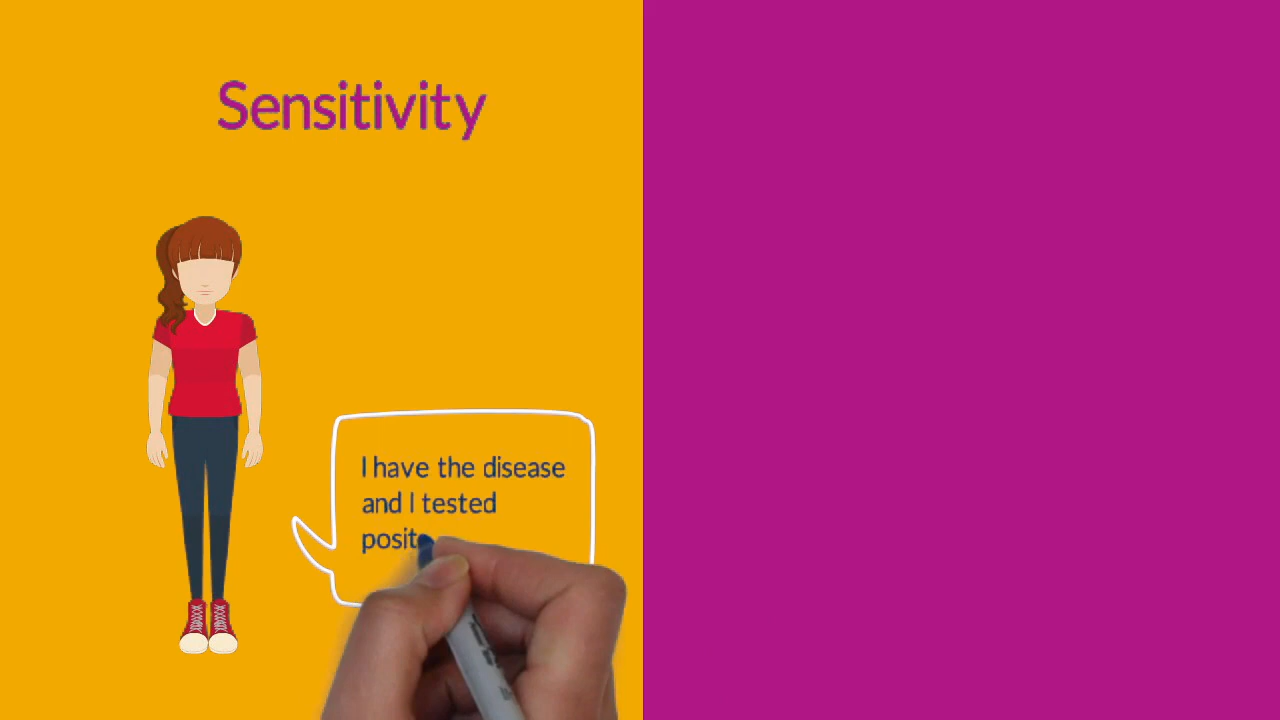 Sensitivity
I have the disease
and I tested
posit